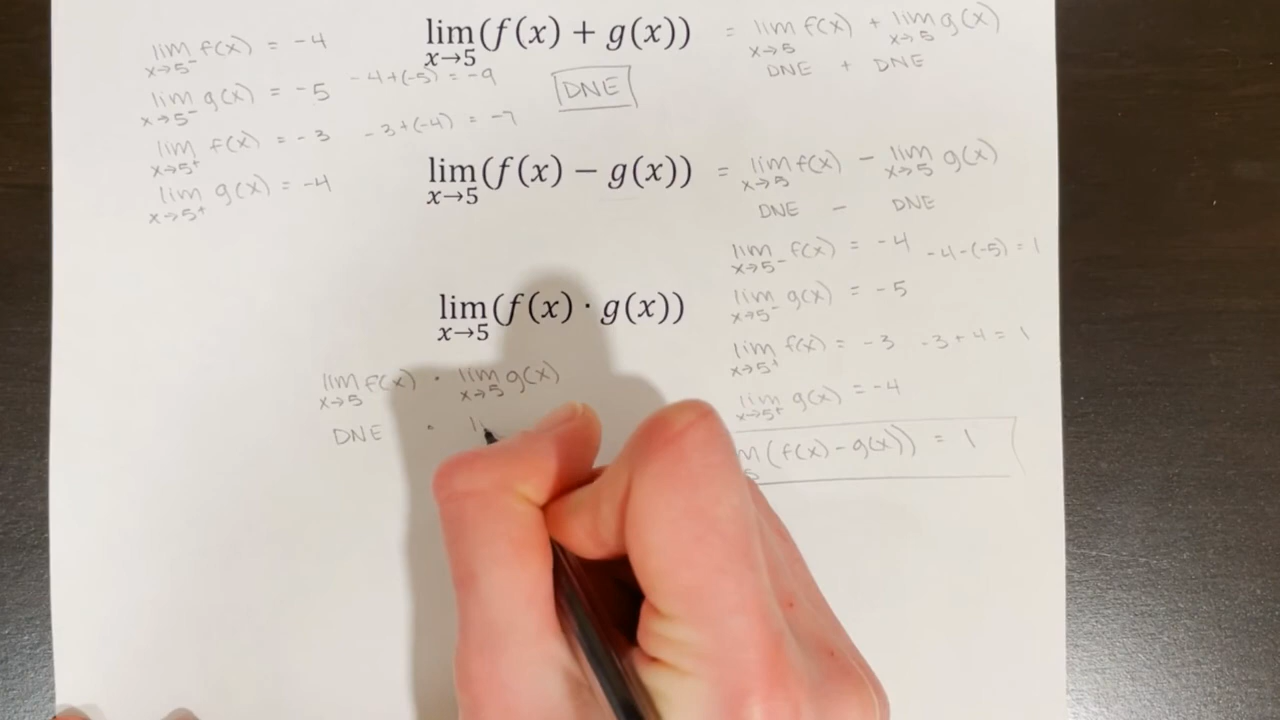 lim f(x) = -4
x→5⁻
lim g(x) = -5 -4+(-5) = -9
x→5⁻
lim f(x) = -3 -3+(-4) = -7
x→5⁺
lim g(x) = -4
x→5⁺
lim(f(x) + g(x)) = lim f(x) + lim g(x)
x→5 x→5 x→5
DNE + DNE
DNE
lim(f(x) − g(x)) = lim f(x) − lim g(x)
x→5 x→5 x→5
DNE − DNE
lim f(x) = -4 -4-(-5) = 1
x→5⁻
lim g(x) = -5
x→5⁻
lim f(x) = -3 -3+4 = 1
x→5⁺
lim g(x) = -4
x→5⁺
(f(x)-g(x)) = 1
lim(f(x) · g(x))
x→5
lim f(x) · lim g(x)
x→5 x→5
DNE ·